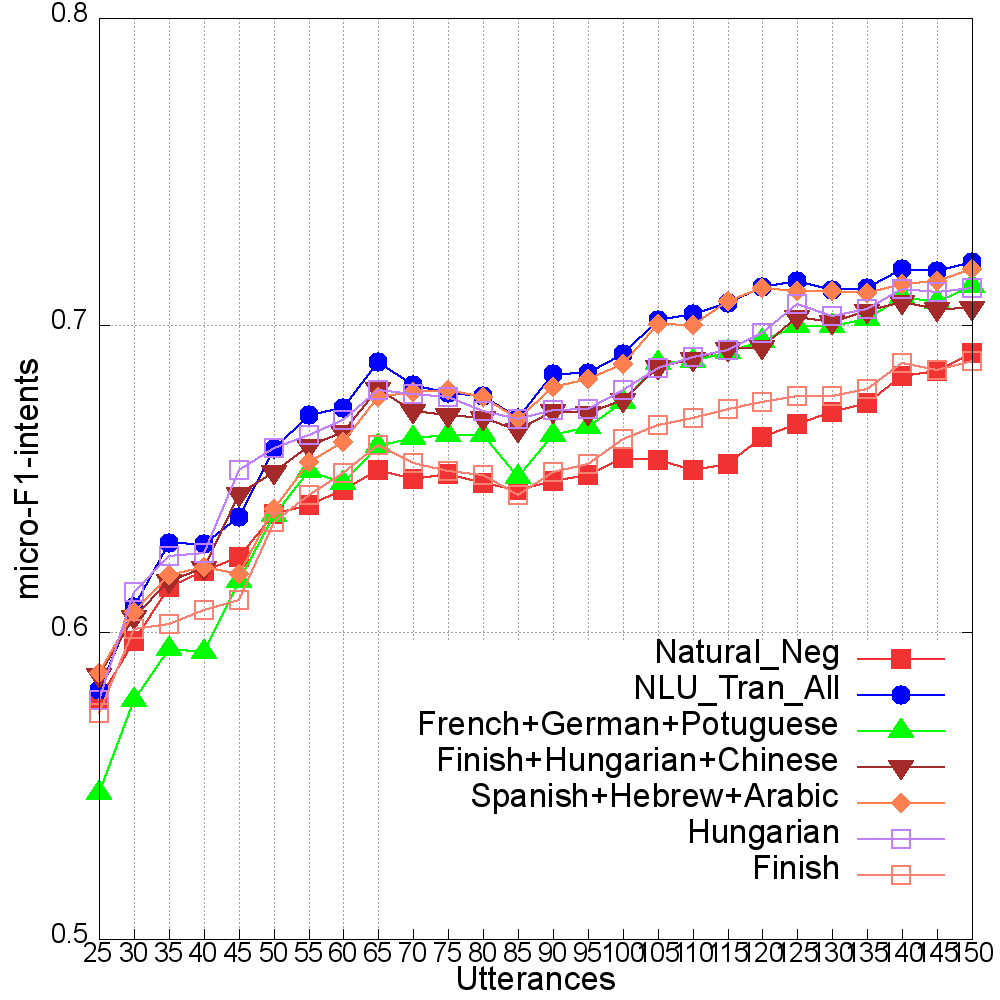 0.8
0.7
0.6
0.5
micro-F1-intents
Natural_Neg
NLU_Tran_All
French+German+Potuguese
Finish+Hungarian+Chinese
Spanish+Hebrew+Arabic
Hungarian
Finish
25 30 35 40 45 50 55 60 65 70 75 80 85 90 95 100 105 110 115 120 125 130 135 140 145 150
Utterances